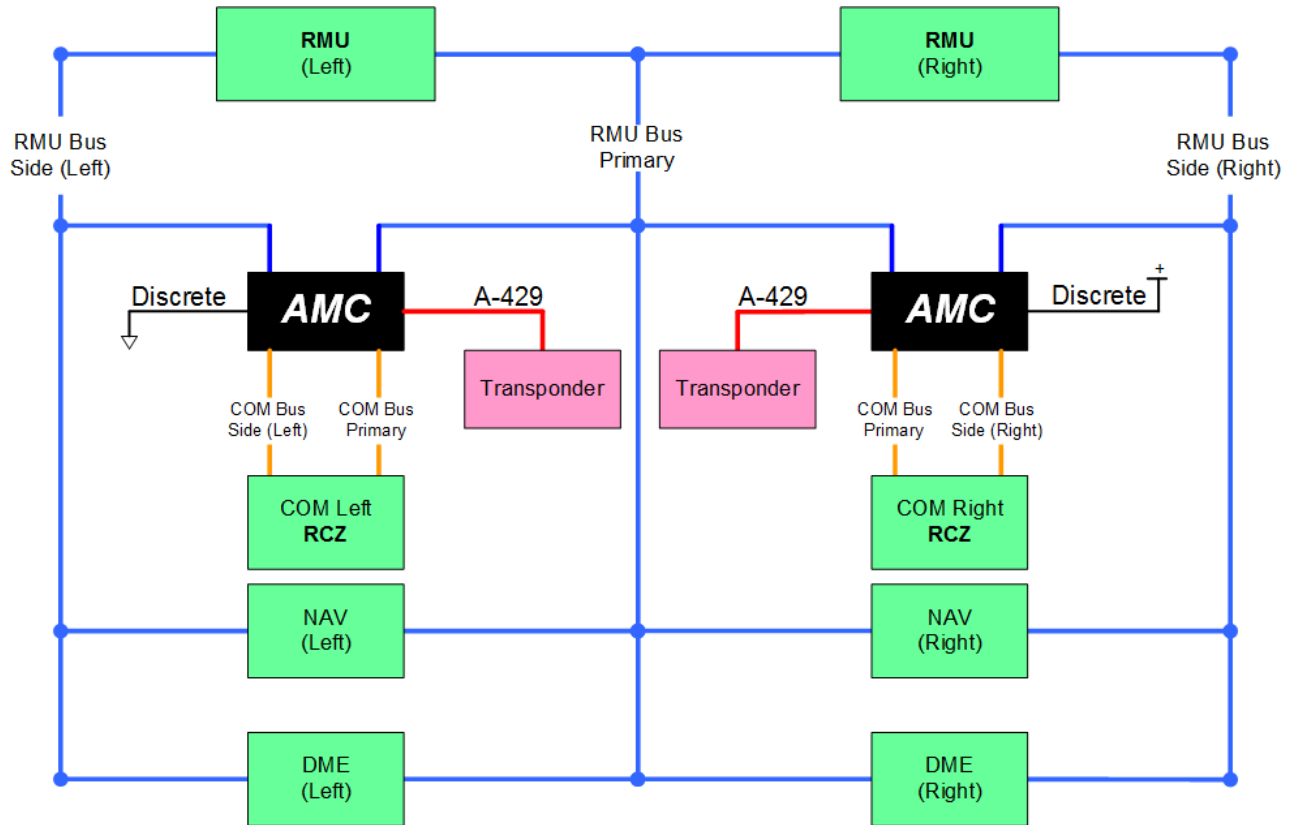 RMU
(Left)
RMU
(Right)
RMU Bus
Side (Left)
RMU Bus
Primary
RMU Bus
Side (Right)
Discrete
AMC
A-429
A-429
AMC
Discrete
+
Transponder
Transponder
COM Bus
Side (Left)
COM Bus
Primary
COM Bus
Primary
COM Bus
Side (Right)
COM Left
RCZ
COM Right
RCZ
NAV
(Left)
NAV
(Right)
DME
(Left)
DME
(Right)